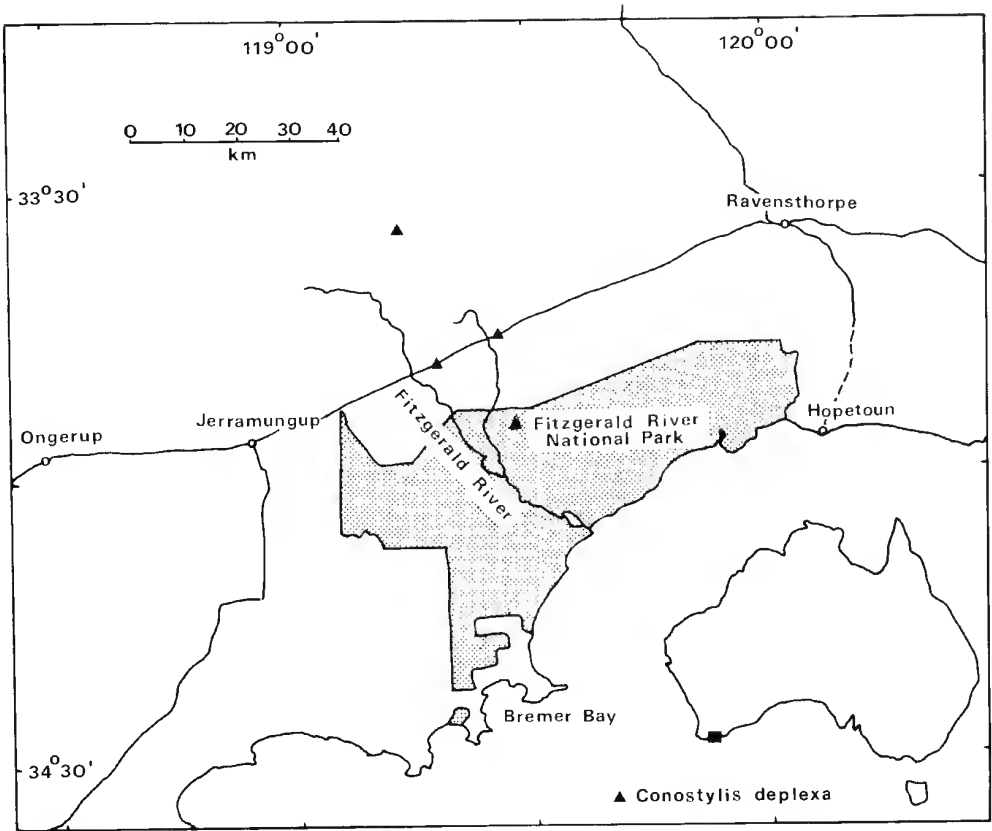 119°00'
120°00'
0 10 20 30 40
km
33°30'
Ravensthorpe
Fitzgerald River
Jerramungup
Ongerup
Fitzgerald River
National Park
Hopetoun
Bremer Bay
34°30'
▲ Conostylis deplexa